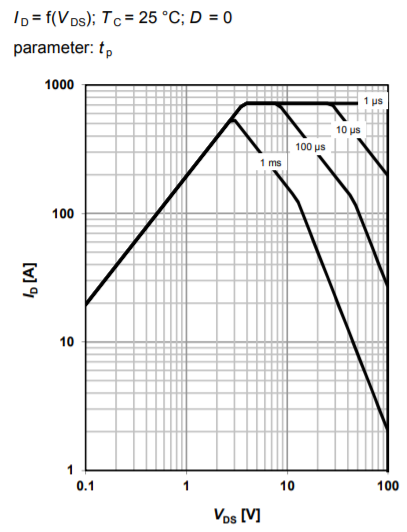 I_D = f(V_DS); T_C = 25 °C; D = 0
parameter: t_p
1000
1 µs
10 µs
100 µs
1 ms
100
I_D [A]
10
1
0.1 1 10 100
V_DS [V]